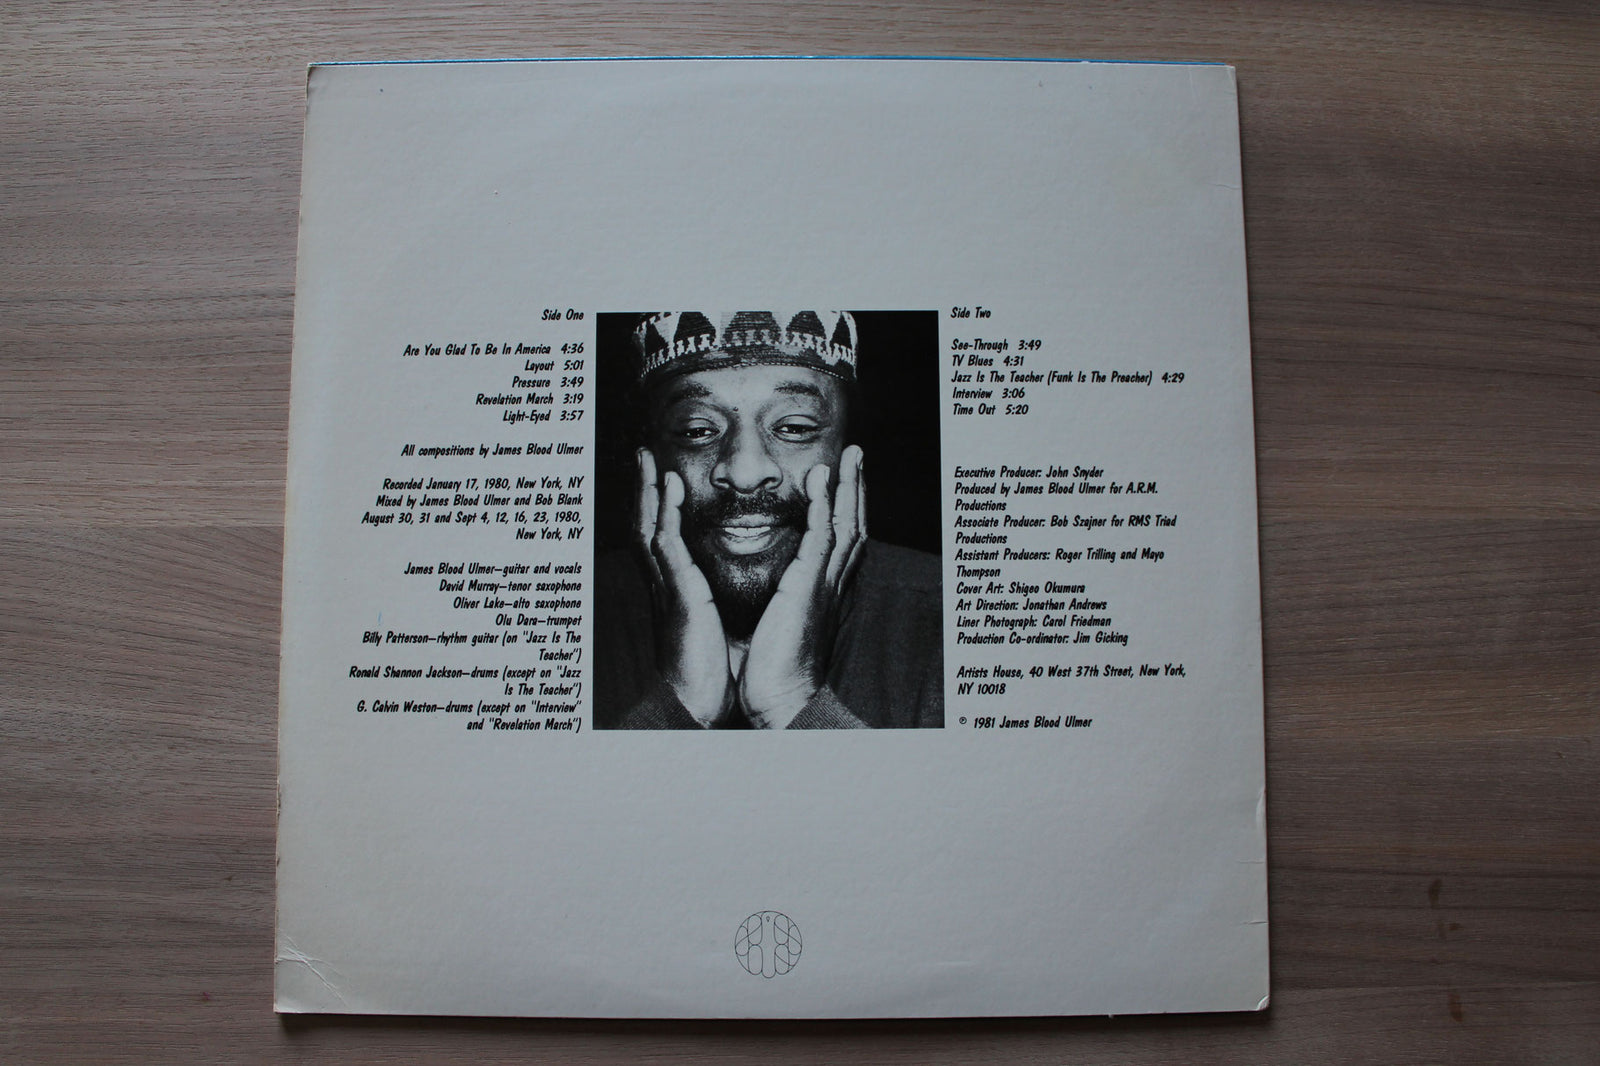 Side One
Are You Glad To Be In America 4:36
Layout 5:01
Pressure 3:49
Revelation March 3:19
Light-Eyed 3:57
All compositions by James Blood Ulmer
Recorded January 17, 1980, New York, NY
Mixed by James Blood Ulmer and Bob Blank
August 30, 31 and Sept 4, 12, 16, 23, 1980,
New York, NY
James Blood Ulmer—guitar and vocals
David Murray—tenor saxophone
Oliver Lake—alto saxophone
Olu Dara—trumpet
Billy Patterson—rhythm guitar (on "Jazz Is The
Teacher")
Ronald Shannon Jackson—drums (except on "Jazz
Is The Teacher")
G. Calvin Weston—drums (except on "Interview"
and "Revelation March")
Side Two
See-Through 3:49
TV Blues 4:31
Jazz Is The Teacher (Funk Is The Preacher) 4:29
Interview 3:06
Time Out 5:20
Executive Producer: John Snyder
Produced by James Blood Ulmer for A.R.M.
Productions
Associate Producer: Bob Szajner for RMS Triad
Productions
Assistant Producers: Roger Trilling and Mayo
Thompson
Cover Art: Shigeo Okumura
Art Direction: Jonathan Andrews
Liner Photograph: Carol Friedman
Production Co-ordinator: Jim Gicking
Artists House, 40 West 37th Street, New York,
NY 10018
℗ 1981 James Blood Ulmer